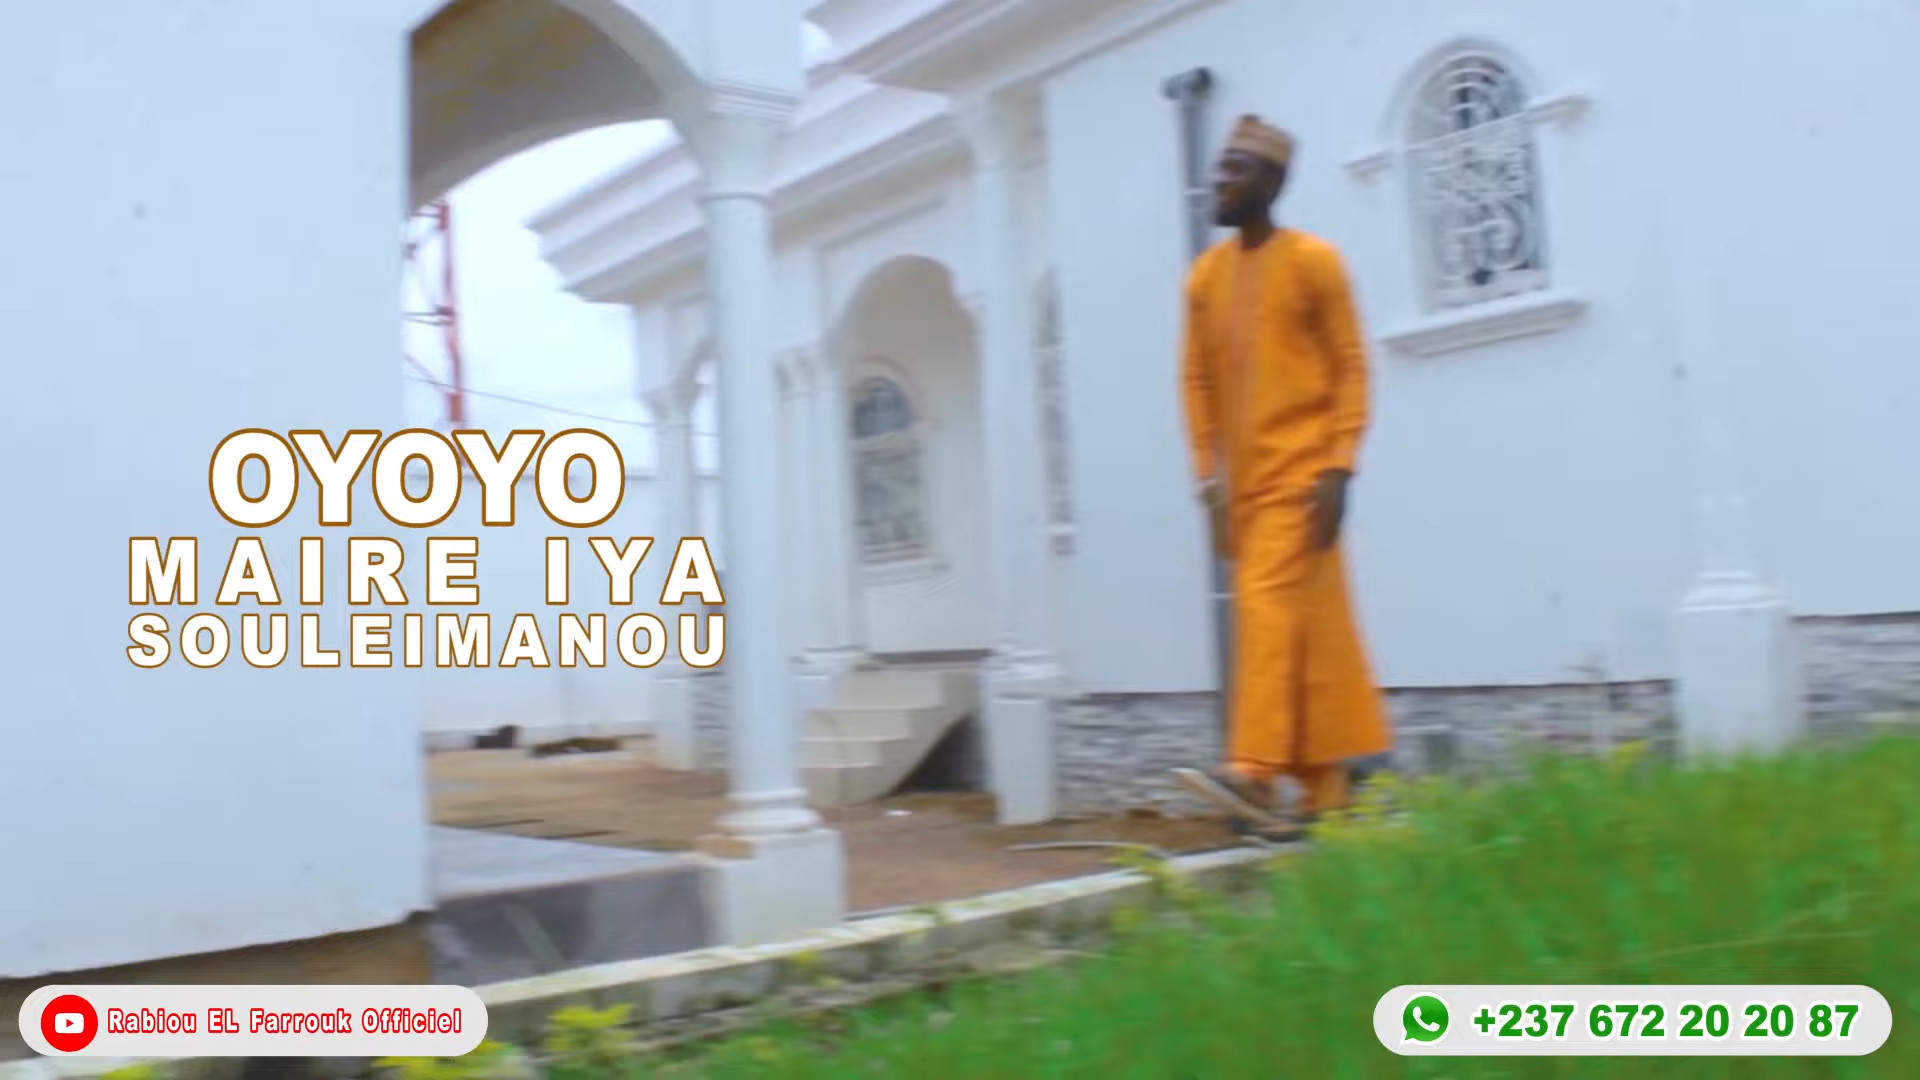 OYOYO
MAIRE IYA
SOULEIMANOU
Rabiou EL Farrouk Officiel
+237 672 20 20 87